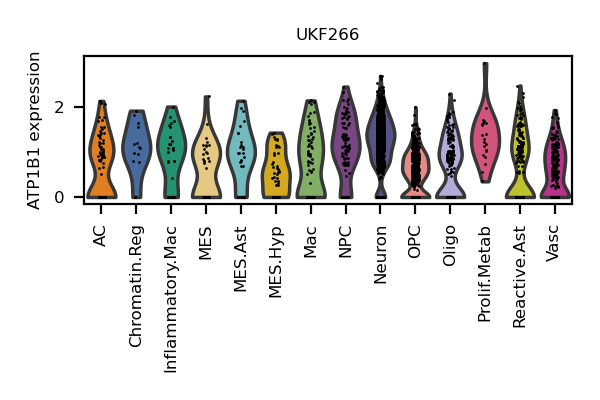 UKF266
ATP1B1 expression
2
0
AC
Chromatin.Reg
Inflammatory.Mac
MES
MES.Ast
MES.Hyp
Mac
NPC
Neuron
OPC
Oligo
Prolif.Metab
Reactive.Ast
Vasc